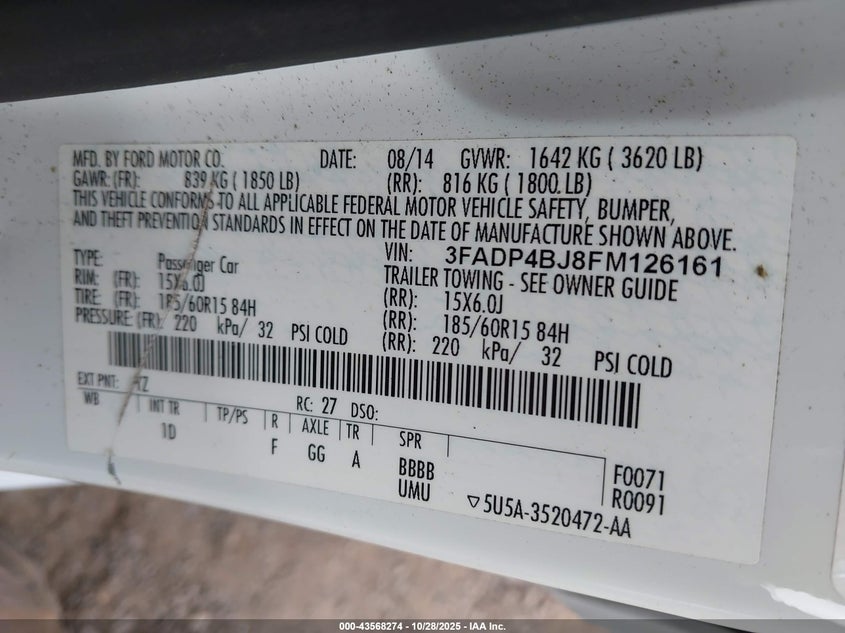 MFD. BY FORD MOTOR CO. DATE: 08/14 GVWR: 1642 KG ( 3620 LB)
GAWR: (FR): 839 KG ( 1850 LB) (RR): 816 KG ( 1800 LB)
THIS VEHICLE CONFORMS TO ALL APPLICABLE FEDERAL MOTOR VEHICLE SAFETY, BUMPER,
AND THEFT PREVENTION STANDARDS IN EFFECT ON THE DATE OF MANUFACTURE SHOWN ABOVE.
VIN: 3FADP4BJ8FM126161
TYPE: Passenger Car TRAILER TOWING - SEE OWNER GUIDE
RIM: (FR): 15X6.0J (RR): 15X6.0J
TIRE: (FR): 185/60R15 84H (RR): 185/60R15 84H
PRESSURE: (FR): 220 kPa/ 32 PSI COLD (RR): 220 kPa/ 32 PSI COLD
EXT PNT: YZ RC: 27 DSO:
WB INT TR TP/PS R AXLE TR SPR
1D F GG A BBBB F0071
UMU R0091
▽5U5A-3520472-AA
000-43568274 | 10/28/2025 - IAA Inc.